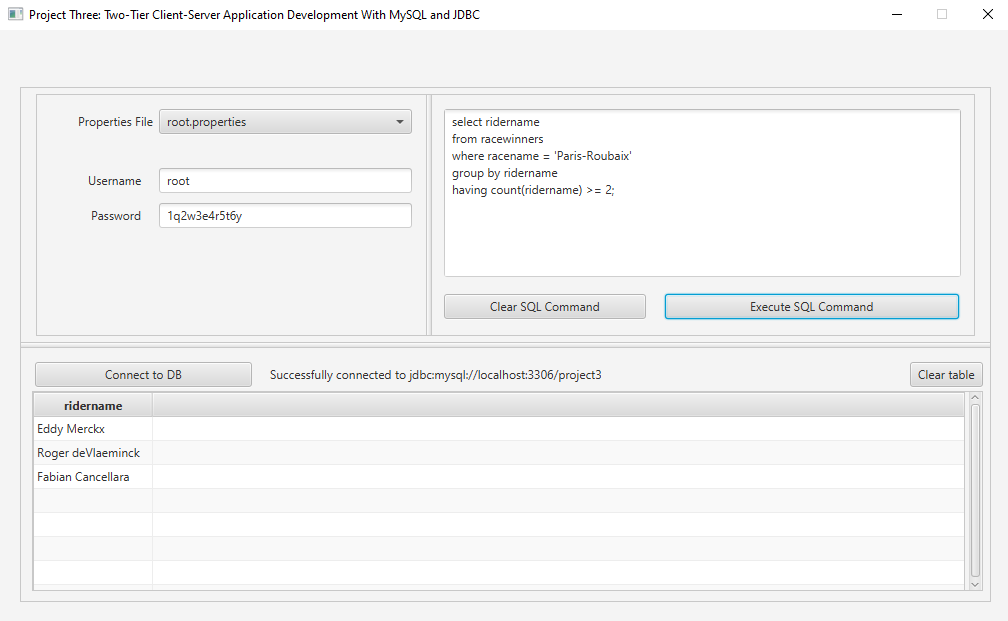 Project Three: Two-Tier Client-Server Application Development With MySQL and JDBC
Properties File
root.properties
Username
root
Password
1q2w3e4r5t6y
select ridername
from racewinners
where racename = 'Paris-Roubaix'
group by ridername
having count(ridername) >= 2;
Clear SQL Command
Execute SQL Command
Connect to DB
Successfully connected to jdbc:mysql://localhost:3306/project3
Clear table
ridername
Eddy Merckx
Roger deVlaeminck
Fabian Cancellara